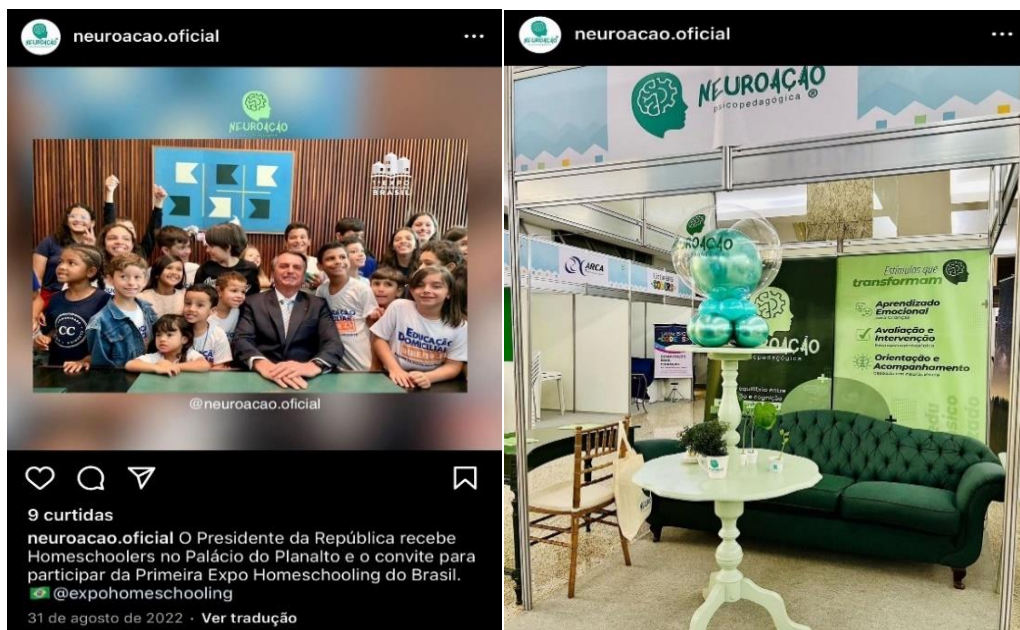 neuroacao.oficial
NEUROAÇÃO
BRASIL
CC
EDUCAÇÃO
DOMICILIAR
@neuroacao.oficial
9 curtidas
neuroacao.oficial O Presidente da República recebe
Homeschoolers no Palácio do Planalto e o convite para
participar da Primeira Expo Homeschooling do Brasil.
@expohomeschooling
31 de agosto de 2022 • Ver tradução
neuroacao.oficial
NEUROAÇÃO
psicopedagógica ®
ARCA
NEUROAÇÃO
Estímulos que
transformam
Aprendizado
Emocional
Avaliação e
Intervenção
Orientação e
Acompanhamento